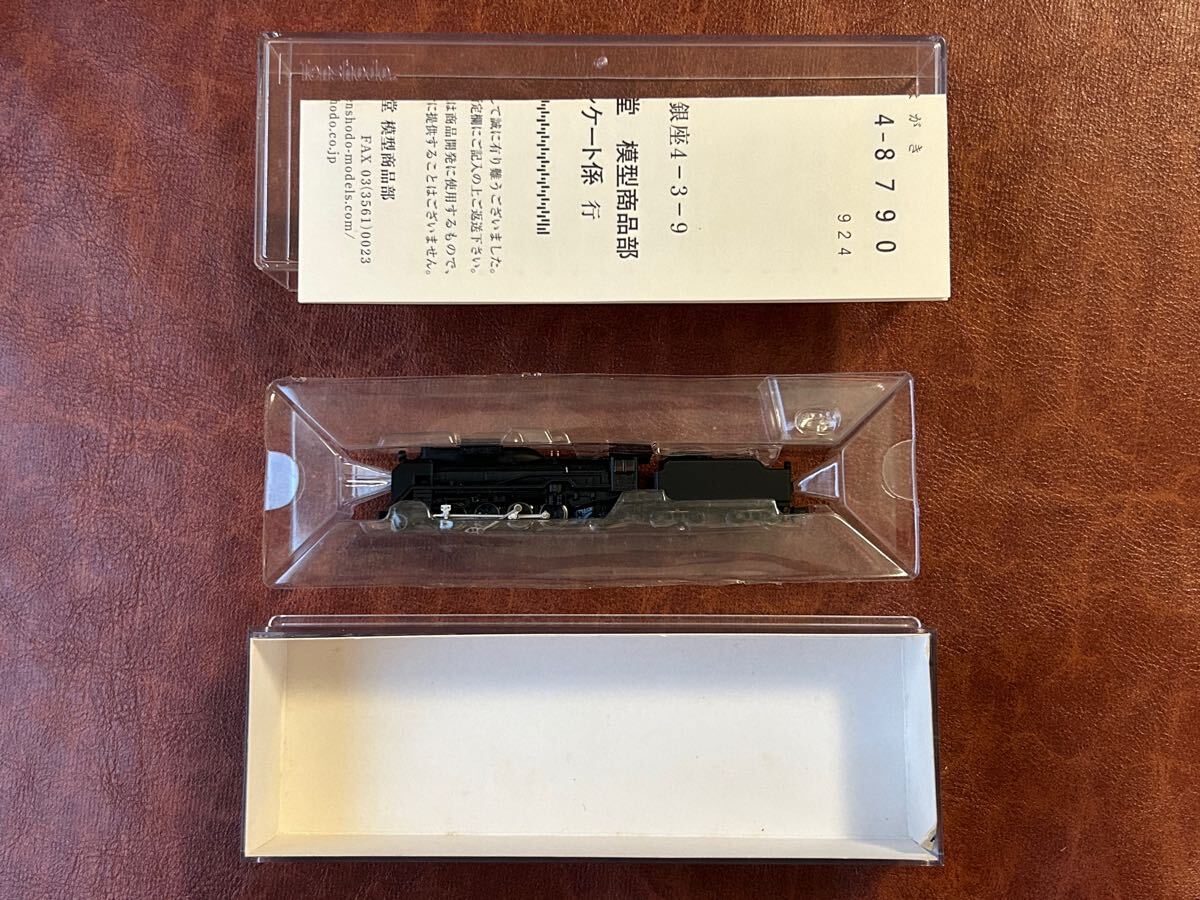 Tenshodo.
がき
4-8790
924
銀座4-3-9
堂 模型商品部
ケート係 行
て誠に有り難うございました。
定欄にご記入の上ご返送下さい。
は商品開発に使用するもので、
に提供することはございません。
堂 模型商品部
FAX 03(3561)0023
enshodo-models.com/
hodo.co.jp